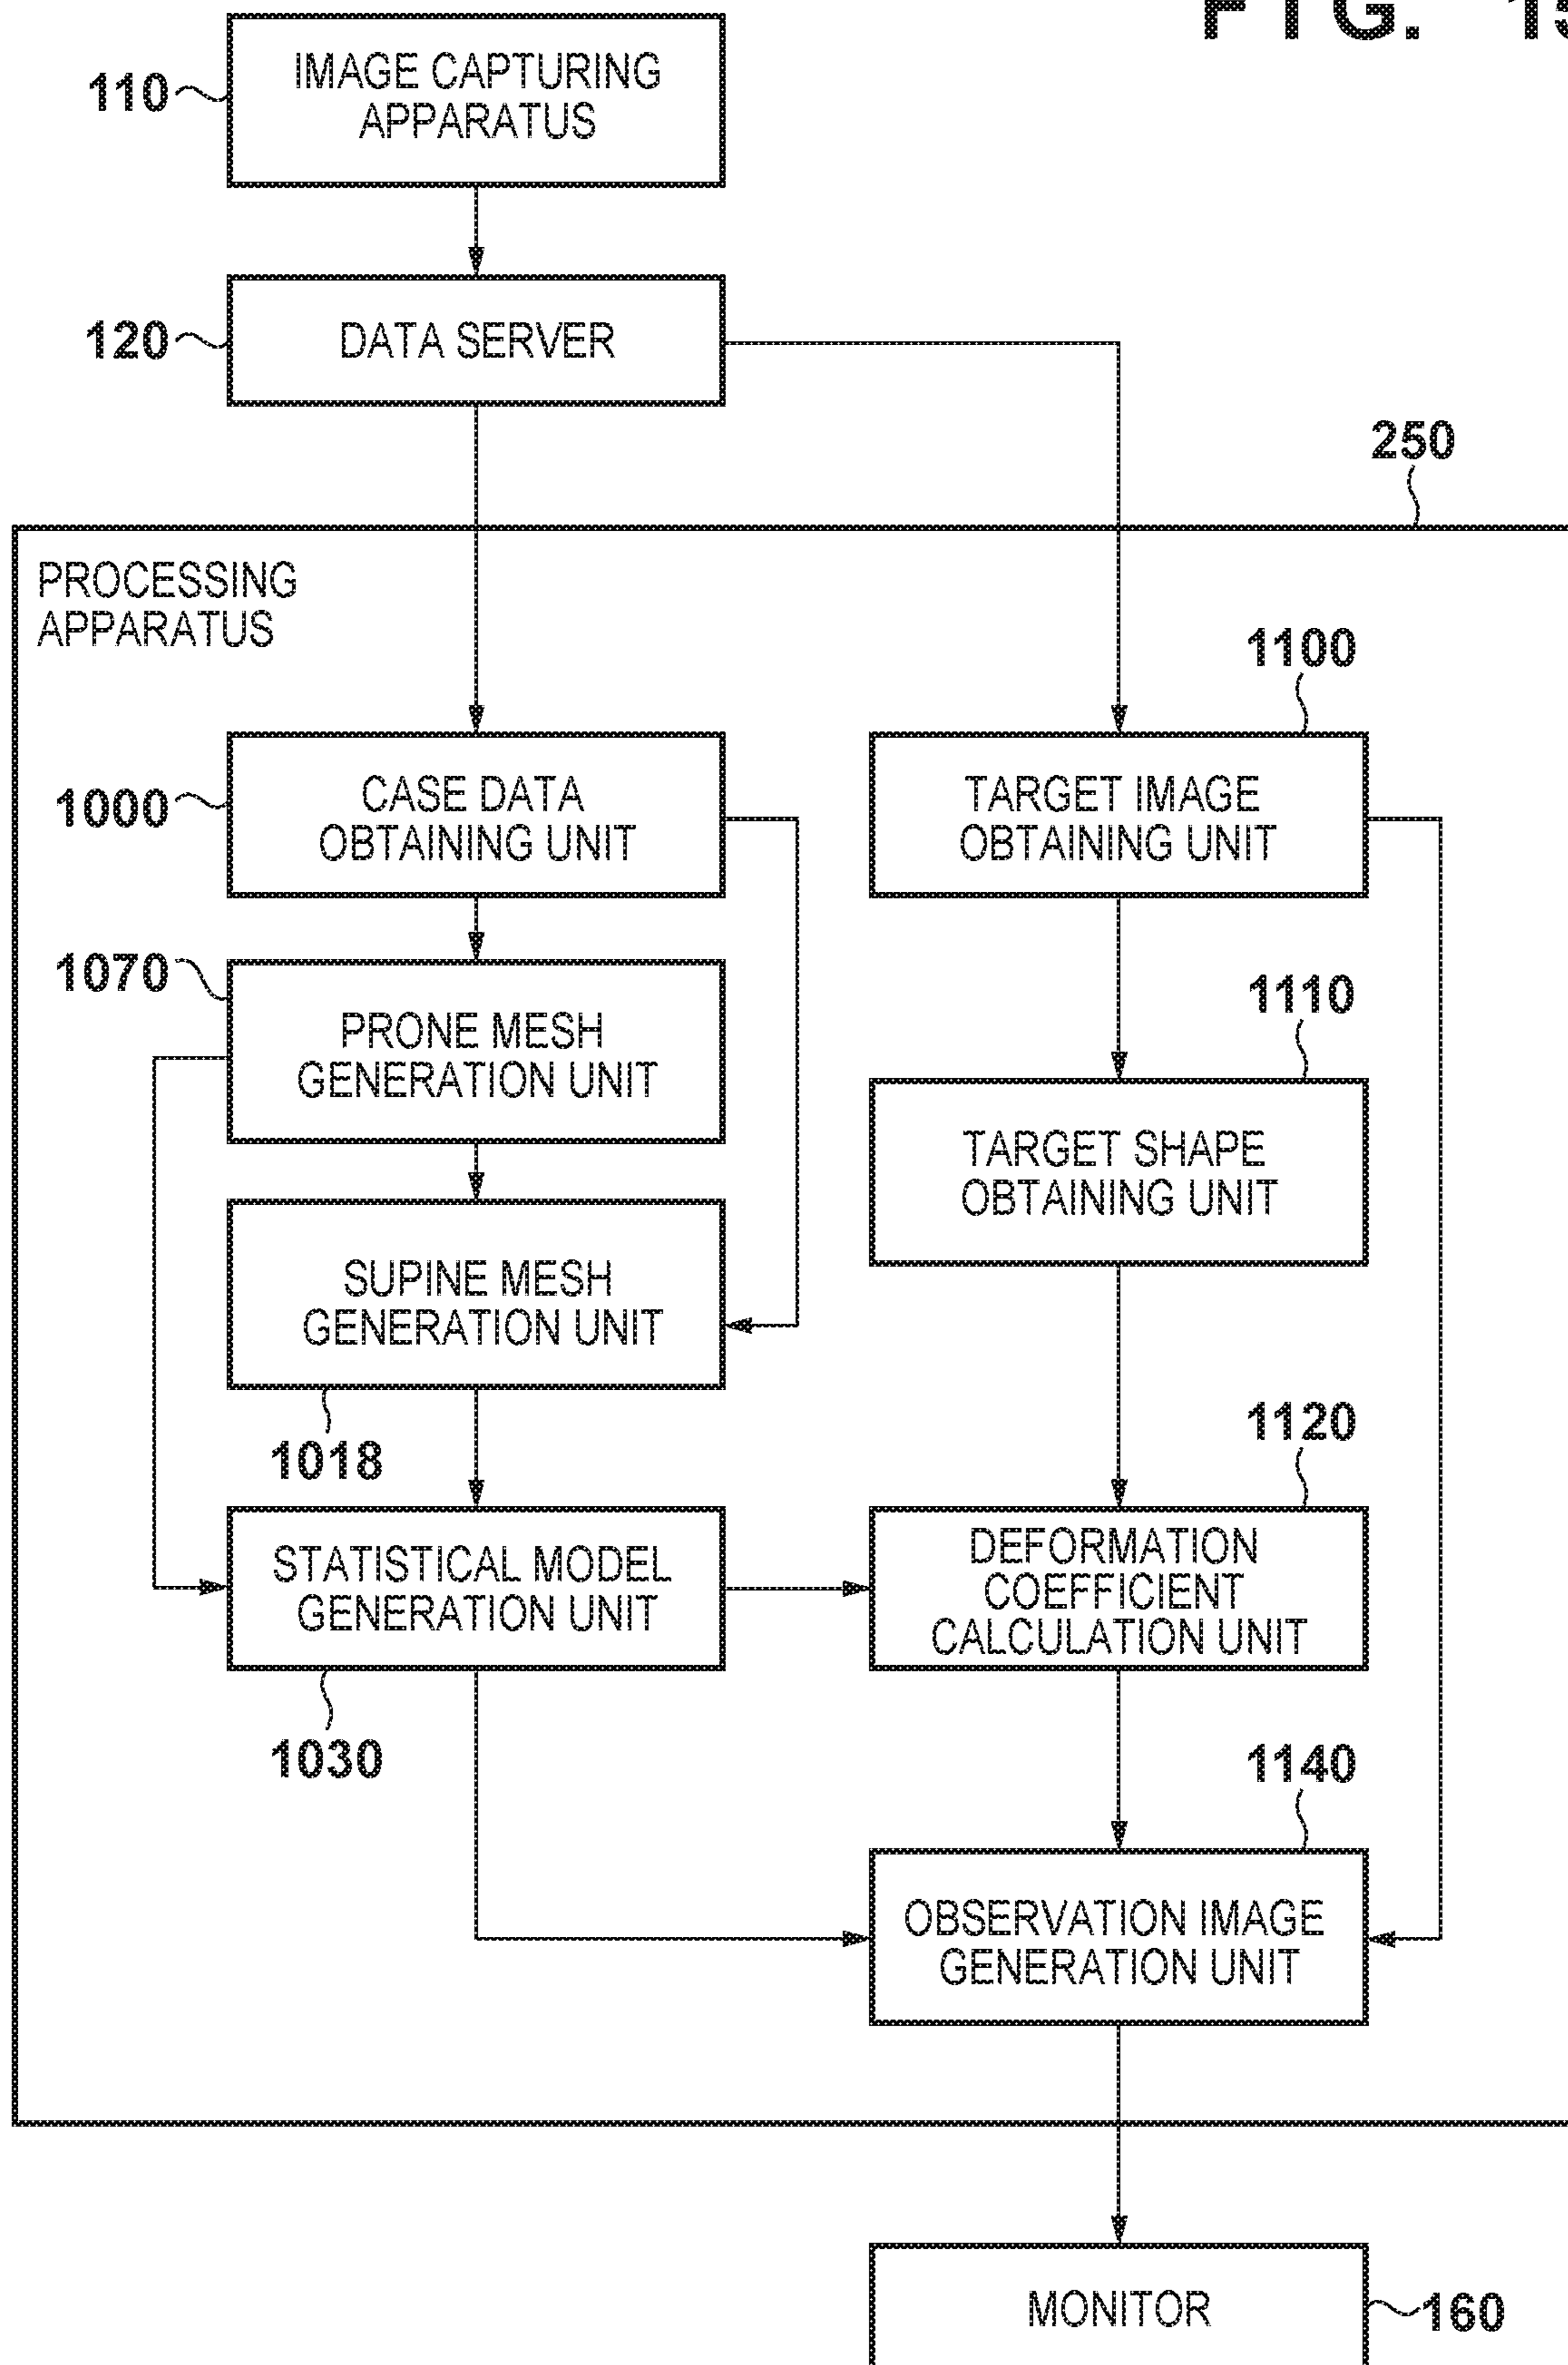 FIG. 15
110
IMAGE CAPTURING
APPARATUS
120
DATA SERVER
250
PROCESSING
APPARATUS
1100
1000
CASE DATA
OBTAINING UNIT
TARGET IMAGE
OBTAINING UNIT
1070
PRONE MESH
GENERATION UNIT
1110
TARGET SHAPE
OBTAINING UNIT
SUPINE MESH
GENERATION UNIT
1018
1120
STATISTICAL MODEL
GENERATION UNIT
DEFORMATION
COEFFICIENT
CALCULATION UNIT
1030
1140
OBSERVATION IMAGE
GENERATION UNIT
MONITOR
160